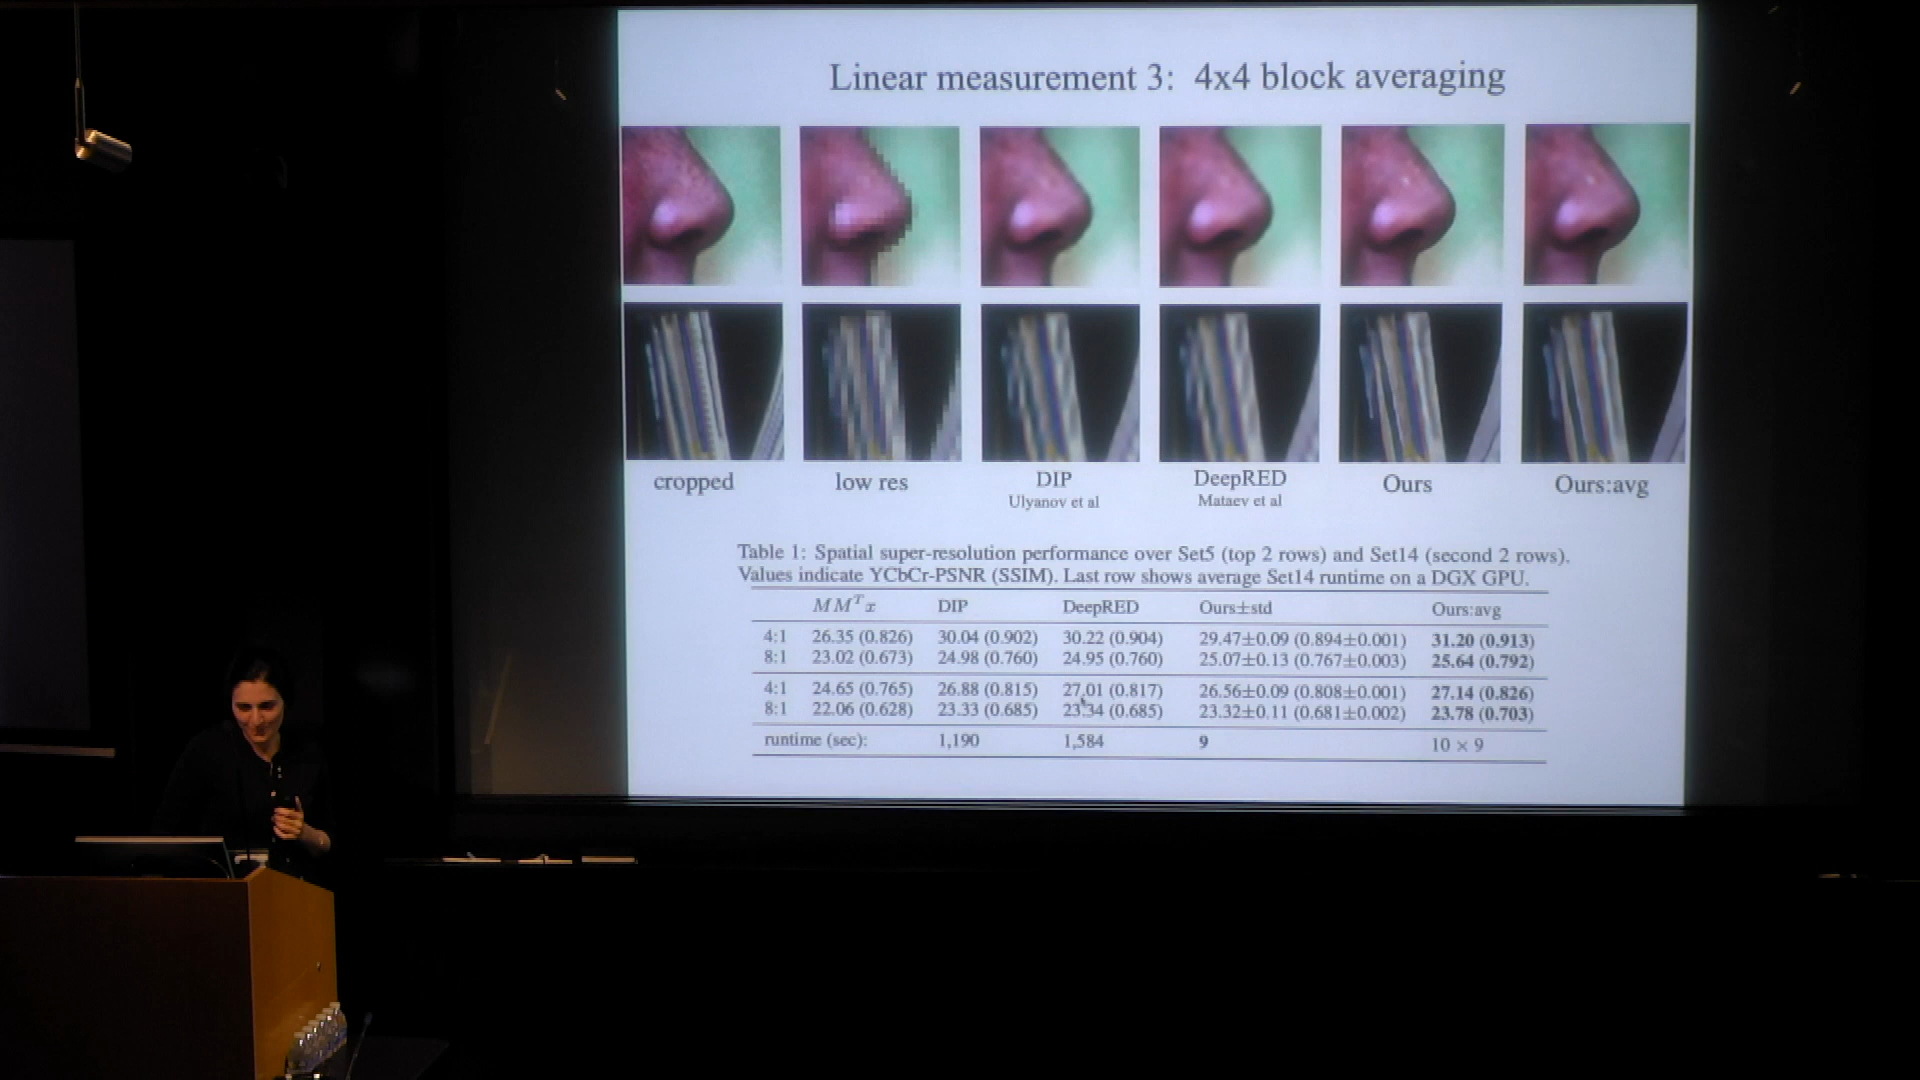 Linear measurement 3: 4x4 block averaging
cropped low res DIP DeepRED Ours Ours:avg
Ulyanov et al Mataev et al
Table 1: Spatial super-resolution performance over Set5 (top 2 rows) and Set14 (second 2 rows).
Values indicate YCbCr-PSNR (SSIM). Last row shows average Set14 runtime on a DGX GPU.
MMᵀx DIP DeepRED Ours±std Ours:avg
4:1 26.35 (0.826) 30.04 (0.902) 30.22 (0.904) 29.47±0.09 (0.894±0.001) 31.20 (0.913)
8:1 23.02 (0.673) 24.98 (0.760) 24.95 (0.760) 25.07±0.13 (0.767±0.003) 25.64 (0.792)
4:1 24.65 (0.765) 26.88 (0.815) 27.01 (0.817) 26.56±0.09 (0.808±0.001) 27.14 (0.826)
8:1 22.06 (0.628) 23.33 (0.685) 23.34 (0.685) 23.32±0.11 (0.681±0.002) 23.78 (0.703)
runtime (sec): 1,190 1,584 9 10 × 9